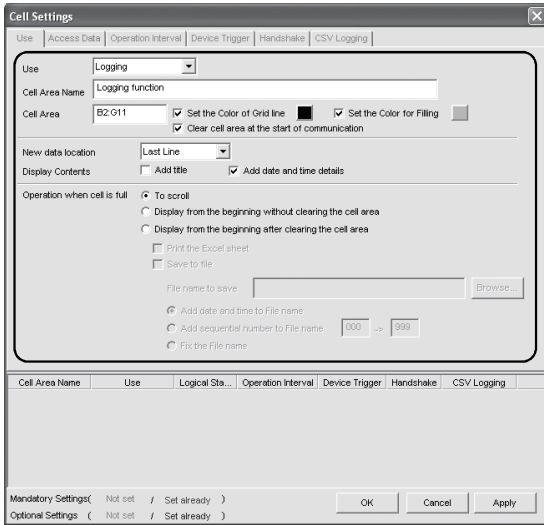 Cell Settings
Use Access Data Operation Interval Device Trigger Handshake CSV Logging
Use Logging
Cell Area Name Logging function
Cell Area B2:G11 Set the Color of Grid line Set the Color for Filling
Clear cell area at the start of communication
New data location Last Line
Display Contents Add title Add date and time details
Operation when cell is full To scroll
Display from the beginning without clearing the cell area
Display from the beginning after clearing the cell area
Print the Excel sheet
Save to file
File name to save Browse...
Add date and time to File name
Add sequential number to File name 000 -> 999
Fix the File name
Cell Area Name Use Logical Sta... Operation Interval Device Trigger Handshake CSV Logging
Mandatory Settings( Not set / Set already )
Optional Settings ( Not set / Set already )
OK Cancel Apply